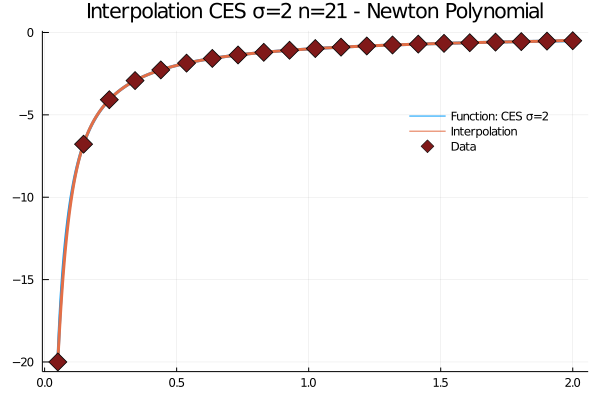 Interpolation CES σ=2 n=21 - Newton Polynomial
0
−5
−10
−15
−20
0.0 0.5 1.0 1.5 2.0
Function: CES σ=2
Interpolation
Data